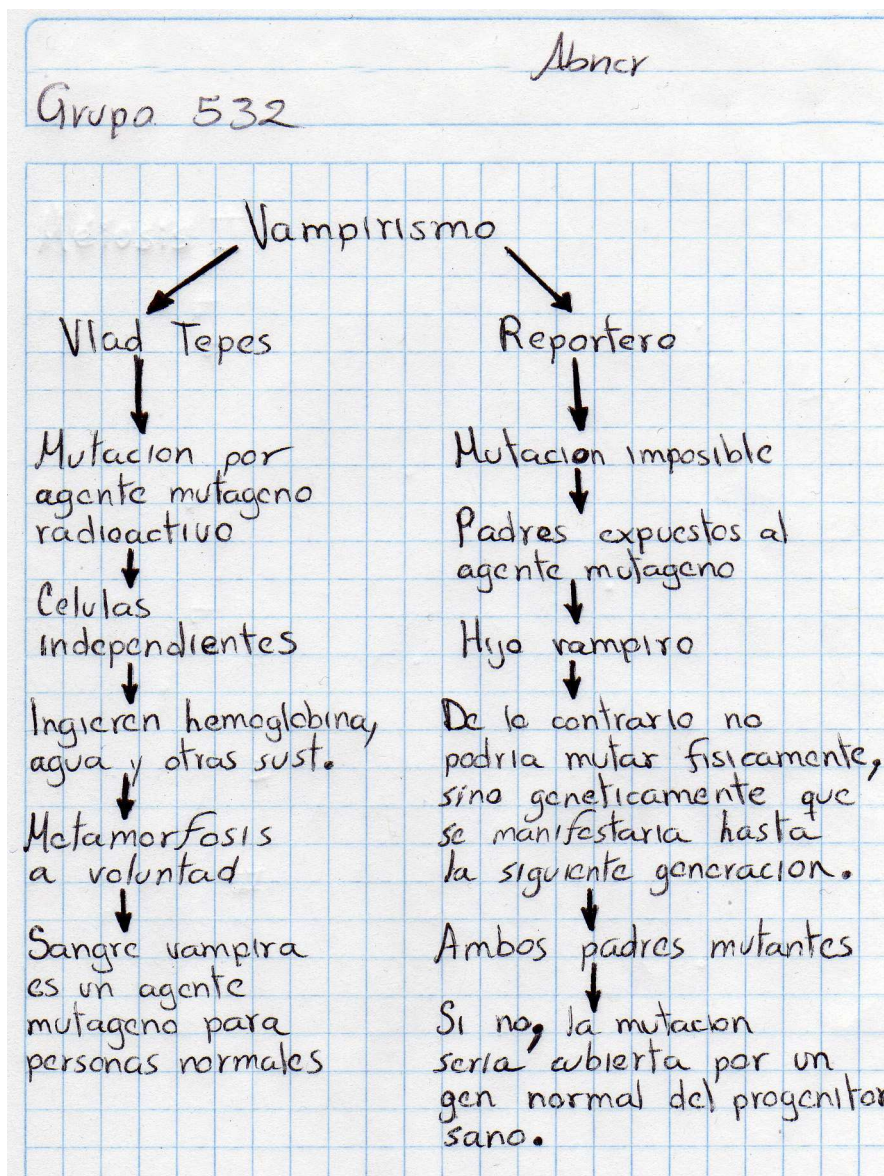 Abner
Grupo 532
Vampirismo
Vlad Tepes
Mutacion por
agente mutageno
radioactivo
Celulas
independientes
Ingieren hemoglobina,
agua y otras sust.
Metamorfosis
a voluntad
Sangre vampira
es un agente
mutageno para
personas normales
Reportero
Mutacion imposible
Padres expuestos al
agente mutageno
Hijo vampiro
De lo contrario no
podria mutar fisicamente,
sino geneticamente que
se manifestaria hasta
la siguiente generacion.
Ambos padres mutantes
Si no, la mutacion
seria cubierta por un
gen normal del progenitor
sano.